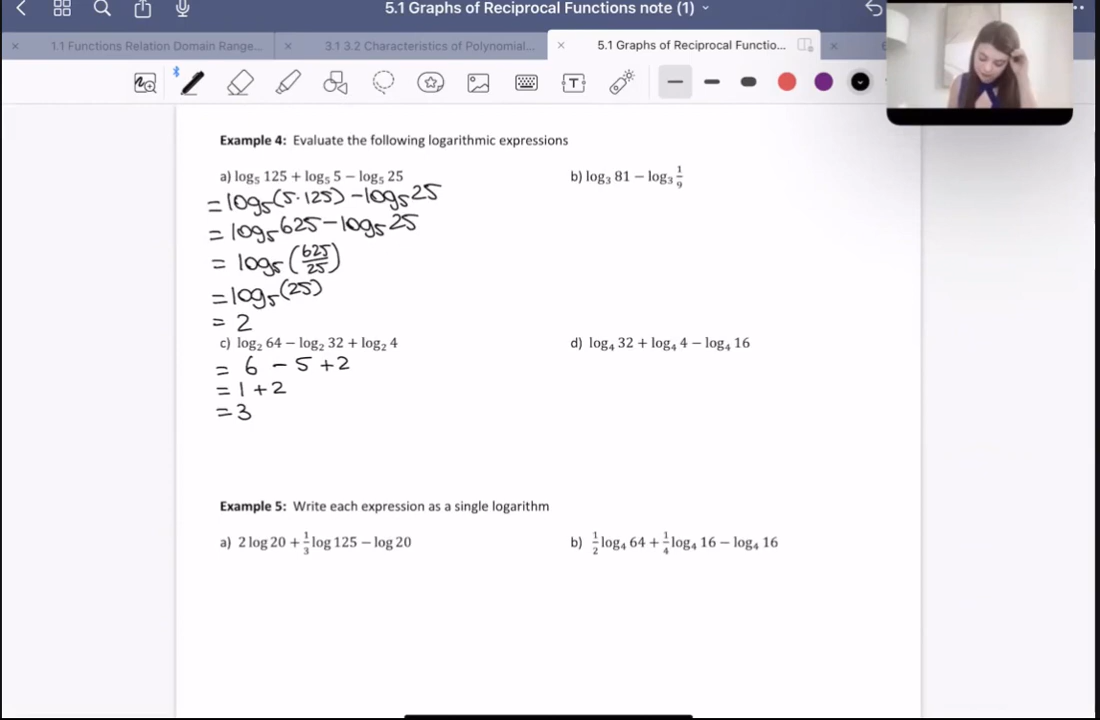 5.1 Graphs of Reciprocal Functions note (1)
1.1 Functions Relation Domain Range...
3.1 3.2 Characteristics of Polynomial...
5.1 Graphs of Reciprocal Functio...
Example 4: Evaluate the following logarithmic expressions
a) log₅ 125 + log₅ 5 − log₅ 25
= log₅(5·125) − log₅25
= log₅625 − log₅25
= log₅(625/25)
= log₅(25)
= 2
b) log₃ 81 − log₃ 1/9
c) log₂ 64 − log₂ 32 + log₂ 4
= 6 − 5 + 2
= 1 + 2
= 3
d) log₄ 32 + log₄ 4 − log₄ 16
Example 5: Write each expression as a single logarithm
a) 2 log 20 + 1/3 log 125 − log 20
b) 1/2 log₄ 64 + 1/4 log₄ 16 − log₄ 16